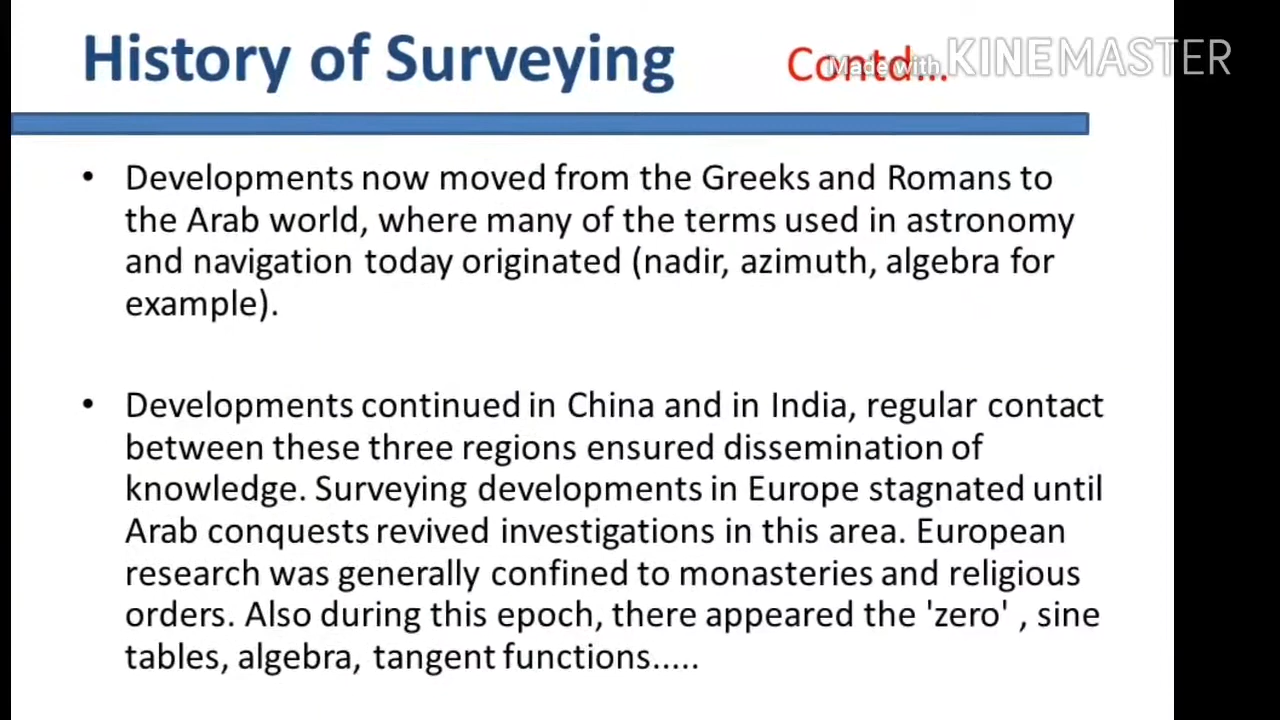 History of Surveying Contd...
Made with KINEMASTER
• Developments now moved from the Greeks and Romans to
the Arab world, where many of the terms used in astronomy
and navigation today originated (nadir, azimuth, algebra for
example).
• Developments continued in China and in India, regular contact
between these three regions ensured dissemination of
knowledge. Surveying developments in Europe stagnated until
Arab conquests revived investigations in this area. European
research was generally confined to monasteries and religious
orders. Also during this epoch, there appeared the 'zero' , sine
tables, algebra, tangent functions.....